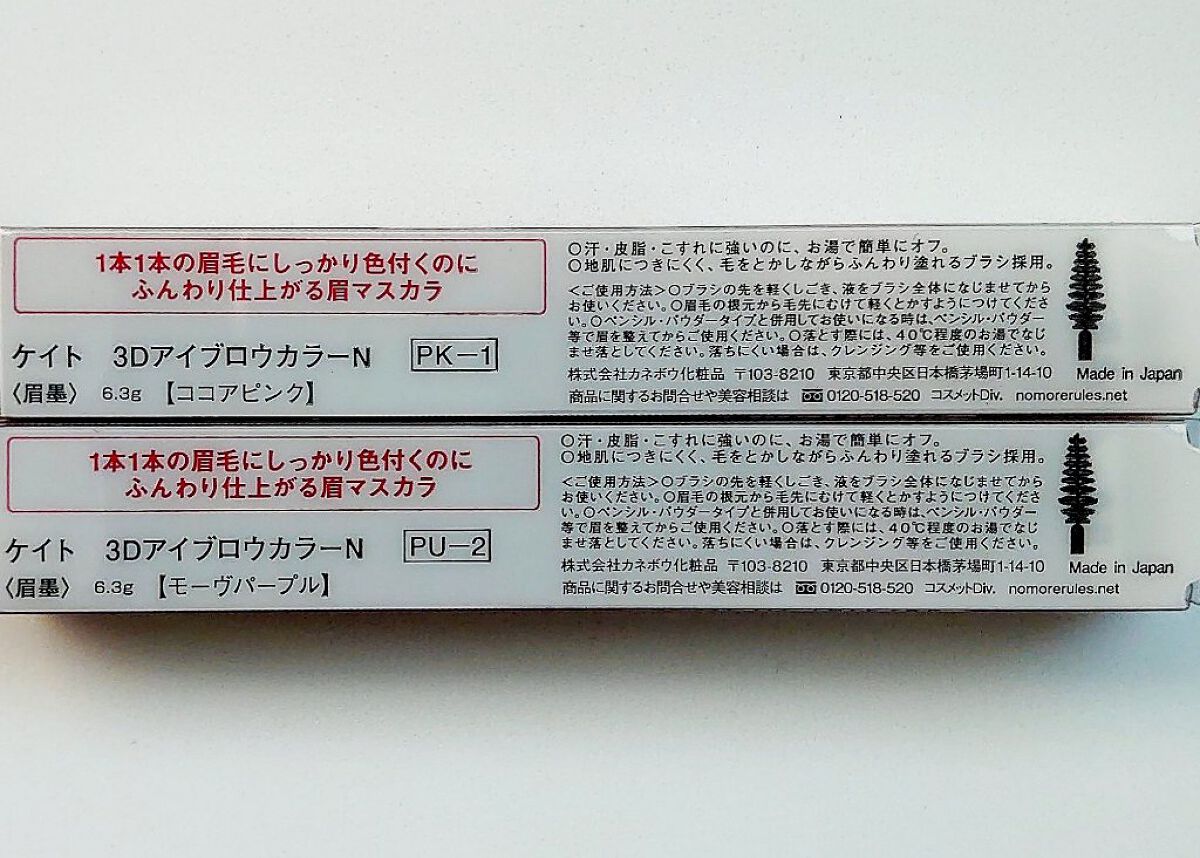 1本1本の眉毛にしっかり色付くのに
ふんわり仕上がる眉マスカラ
ケイト 3DアイブロウカラーN PK-1
〈眉墨〉 6.3g 【ココアピンク】
○汗・皮脂・こすれに強いのに、お湯で簡単にオフ。
○地肌につきにくく、毛をとかしながらふんわり塗れるブラシ採用。
<ご使用方法>○ブラシの先を軽くしごき、液をブラシ全体になじませてから
お使いください。○眉毛の根元から毛先にむけて軽くとかすようにつけてくださ
い。○ペンシル・パウダータイプと併用してお使いになる時は、ペンシル・パウダー
等で眉を整えてからご使用ください。○落とす際には、40℃程度のお湯でなじ
ませ落としてください。落ちにくい場合は、クレンジング等をご使用ください。
株式会社カネボウ化粧品 〒103-8210 東京都中央区日本橋茅場町1-14-10
商品に関するお問合せや美容相談は 0120-518-520 コスメットDiv. nomorerules.net
Made in Japan
1本1本の眉毛にしっかり色付くのに
ふんわり仕上がる眉マスカラ
ケイト 3DアイブロウカラーN PU-2
〈眉墨〉 6.3g 【モーヴパープル】
○汗・皮脂・こすれに強いのに、お湯で簡単にオフ。
○地肌につきにくく、毛をとかしながらふんわり塗れるブラシ採用。
<ご使用方法>○ブラシの先を軽くしごき、液をブラシ全体になじませてから
お使いください。○眉毛の根元から毛先にむけて軽くとかすようにつけてくださ
い。○ペンシル・パウダータイプと併用してお使いになる時は、ペンシル・パウダー
等で眉を整えてからご使用ください。○落とす際には、40℃程度のお湯でなじ
ませ落としてください。落ちにくい場合は、クレンジング等をご使用ください。
株式会社カネボウ化粧品 〒103-8210 東京都中央区日本橋茅場町1-14-10
商品に関するお問合せや美容相談は 0120-518-520 コスメットDiv. nomorerules.net
Made in Japan